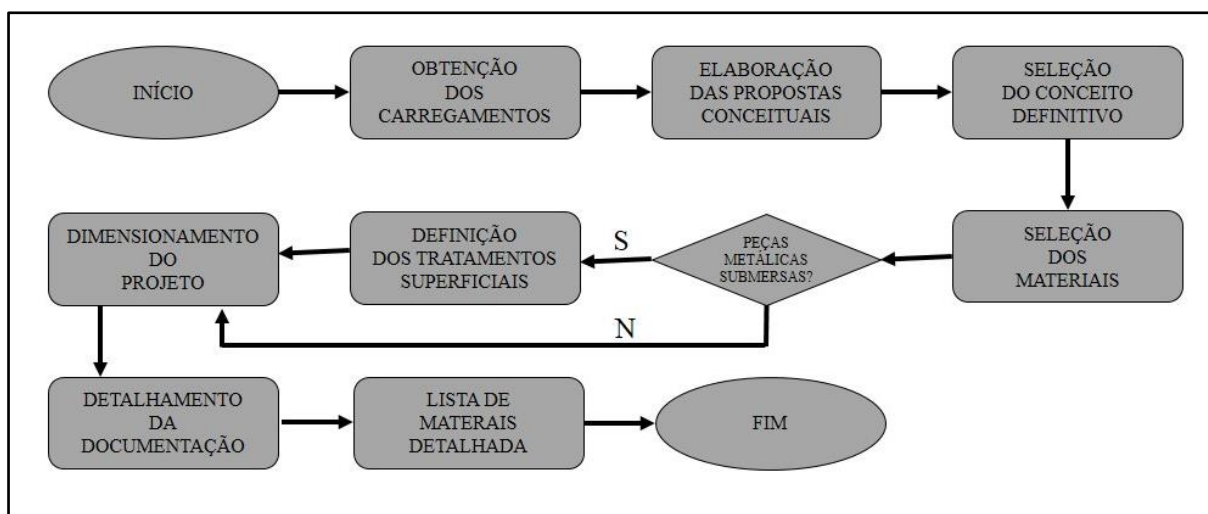 INÍCIO
OBTENÇÃO
DOS
CARREGAMENTOS
ELABORAÇÃO
DAS PROPOSTAS
CONCEITUAIS
SELEÇÃO
DO CONCEITO
DEFINITIVO
SELEÇÃO
DOS
MATERIAIS
PEÇAS
METÁLICAS
SUBMERSAS?
S
N
DEFINIÇÃO
DOS TRATAMENTOS
SUPERFICIAIS
DIMENSIONAMENTO
DO
PROJETO
DETALHAMENTO
DA
DOCUMENTAÇÃO
LISTA DE
MATERAIS
DETALHADA
FIM